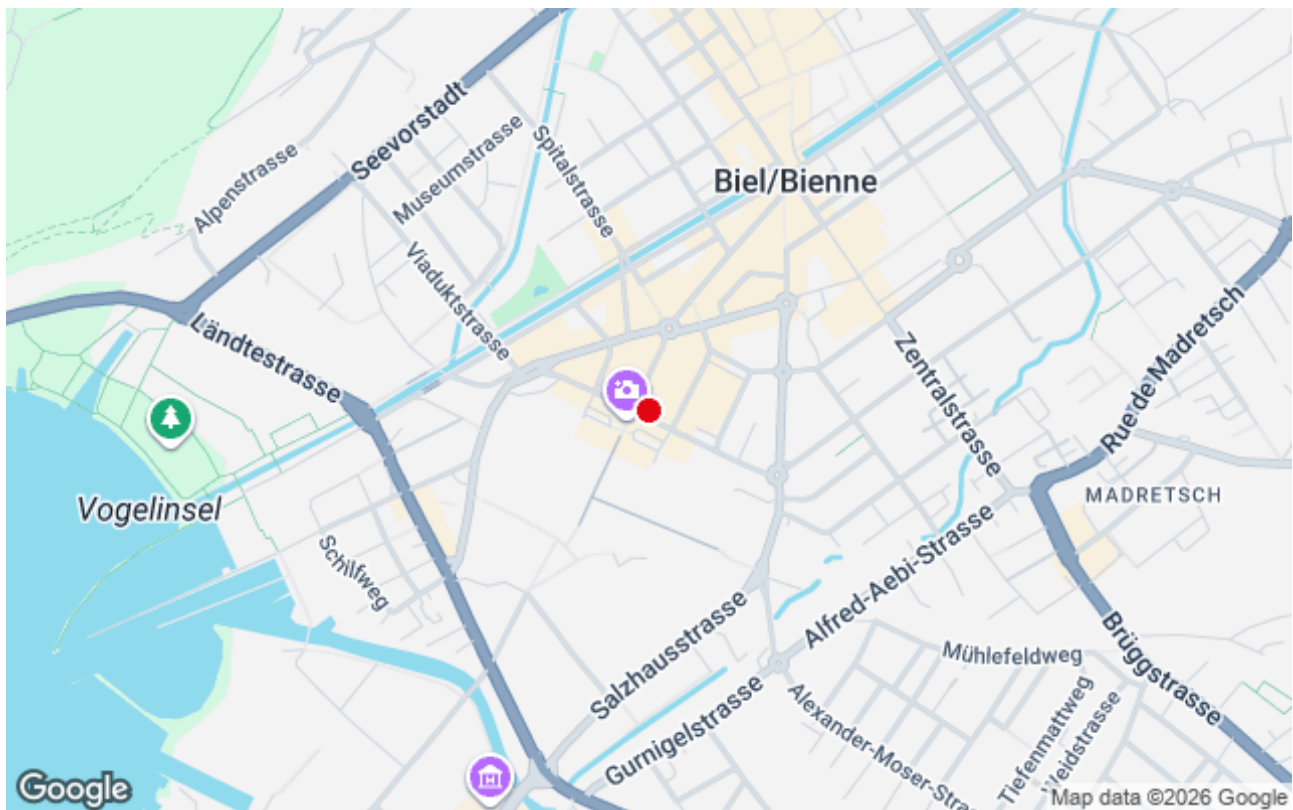 Seevorstadt
Museumstrasse
Spitalstrasse
Alpenstrasse
Biel/Bienne
Viaduktstrasse
Ländtestrasse
Zentralstrasse
Rue de Madretsch
Vogelinsel
MADRETSCH
Schilfweg
Alfred-Aebi-Strasse
Salzhausstrasse
Mühlefeldweg
Brüggstrasse
Gurnigelstrasse
Alexander-Moser-Stra
Tiefenmattweg
Weidstrasse
Google
Map data ©2026 Google